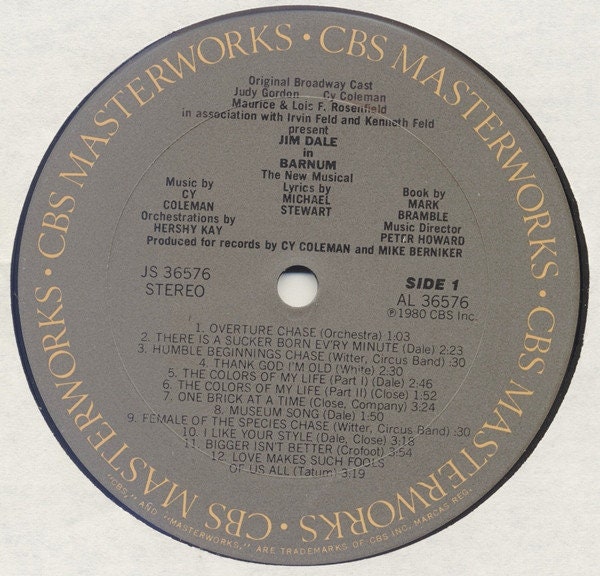 CBS MASTERWORKS • CBS MASTERWORKS • CBS MASTERWORKS • CBS MASTERWORKS •
Original Broadway Cast
Judy Gordon Cy Coleman
Maurice & Lois F. Rosenfield
in association with Irvin Feld and Kenneth Feld
present
JIM DALE
in
BARNUM
The New Musical
Music by
CY
COLEMAN
Orchestrations by
HERSHY KAY
Lyrics by
MICHAEL
STEWART
Book by
MARK
BRAMBLE
Music Director
PETER HOWARD
Produced for records by CY COLEMAN and MIKE BERNIKER
JS 36576
STEREO
SIDE 1
AL 36576
℗1980 CBS Inc.
1. OVERTURE CHASE (Orchestra) 1:03
2. THERE IS A SUCKER BORN EV'RY MINUTE (Dale) 2:23
3. HUMBLE BEGINNINGS CHASE (Witter, Circus Band) :30
4. THANK GOD I'M OLD (White) 2:30
5. THE COLORS OF MY LIFE (Part I) (Dale) 2:46
6. THE COLORS OF MY LIFE (Part II) (Close) 1:52
7. ONE BRICK AT A TIME (Close, Company) 3:24
8. MUSEUM SONG (Dale) 1:50
9. FEMALE OF THE SPECIES CHASE (Witter, Circus Band) :30
10. I LIKE YOUR STYLE (Dale, Close) 3:18
11. BIGGER ISN'T BETTER (Crofoot) 3:54
12. LOVE MAKES SUCH FOOLS
OF US ALL (Tatum) 3:19
"CBS," AND "MASTERWORKS," ARE TRADEMARKS OF CBS INC. MARCAS REG.